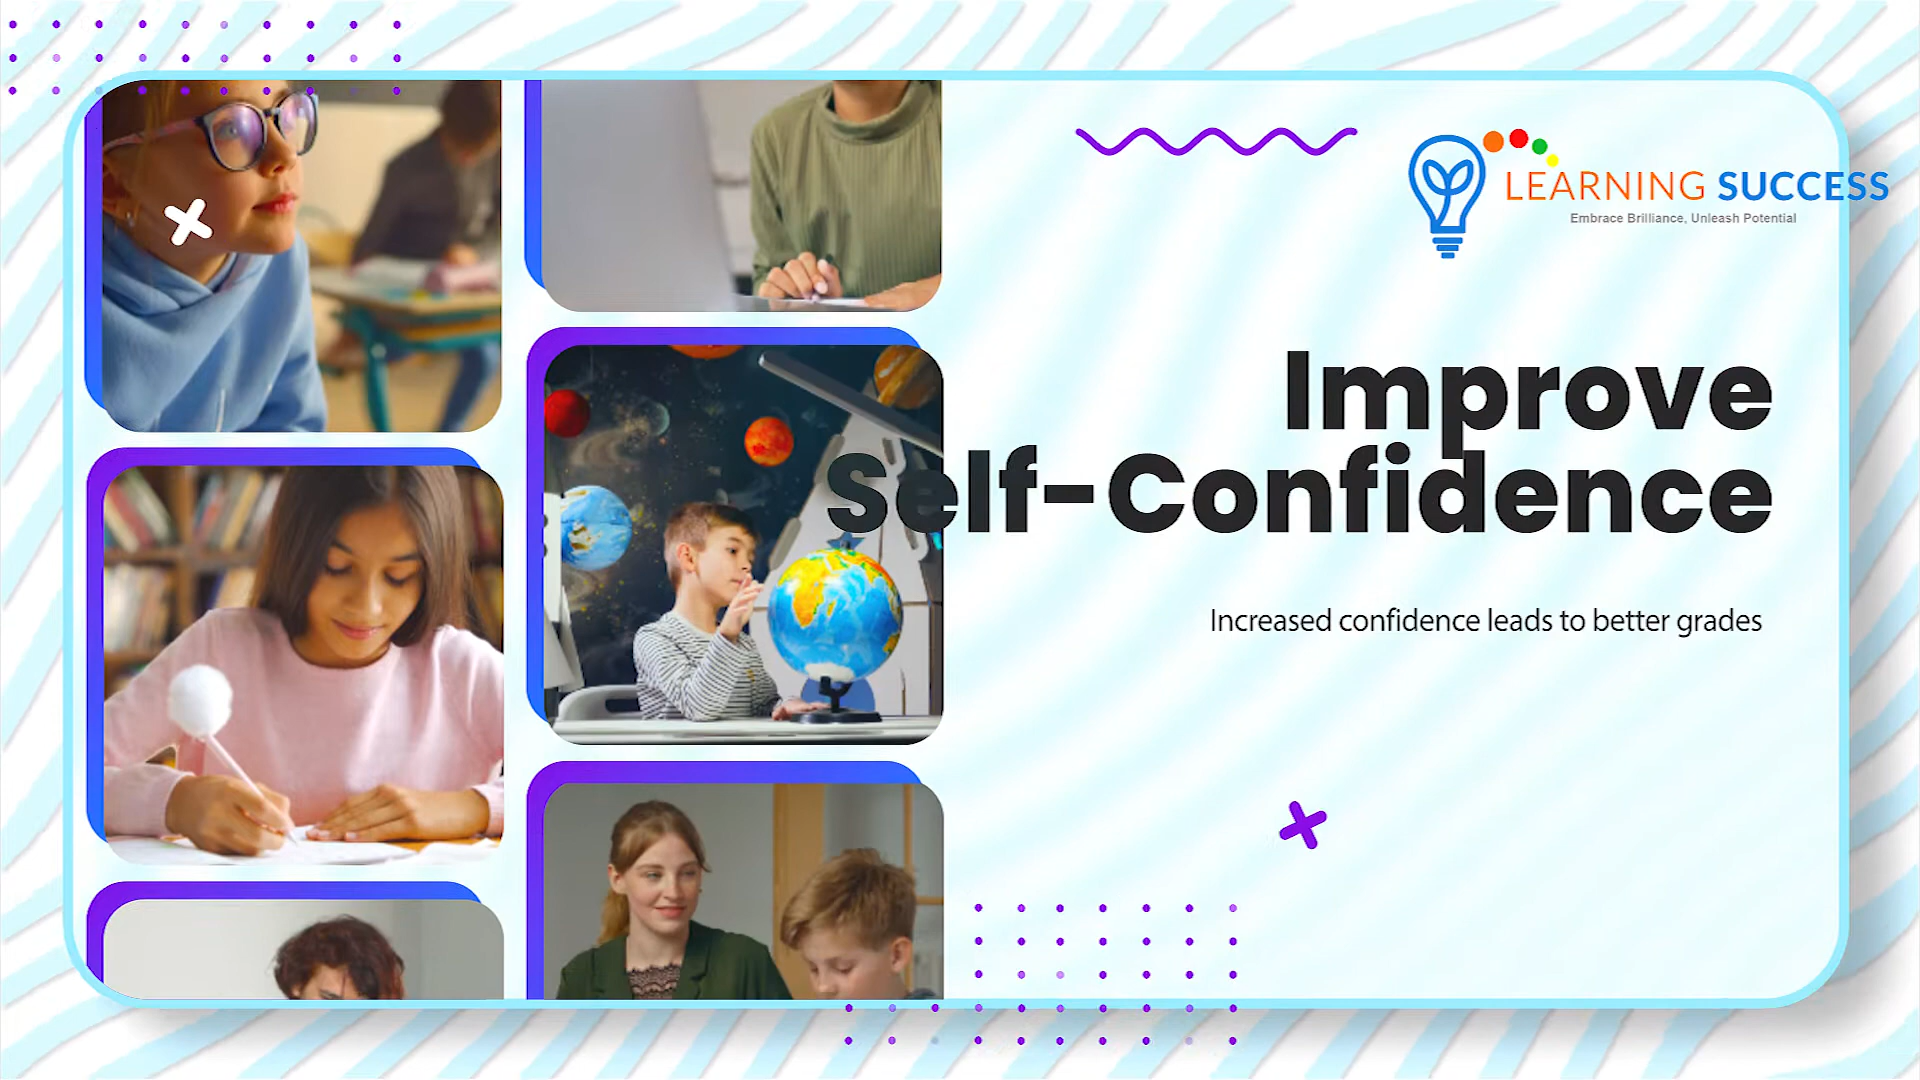 LEARNING SUCCESS
Embrace Brilliance, Unleash Potential
Improve
Self-Confidence
Increased confidence leads to better grades